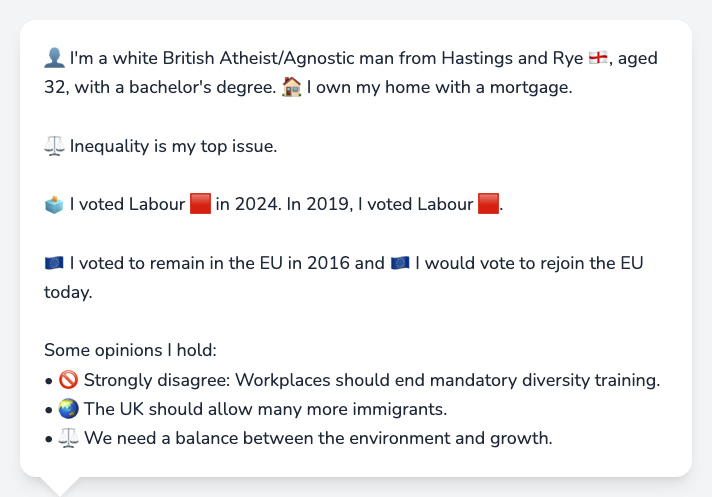 👤 I'm a white British Atheist/Agnostic man from Hastings and Rye 🏴󠁧󠁢󠁥󠁮󠁧󠁿, aged
32, with a bachelor's degree. 🏠 I own my home with a mortgage.
⚖️ Inequality is my top issue.
🗳️ I voted Labour 🟥 in 2024. In 2019, I voted Labour 🟥.
🇪🇺 I voted to remain in the EU in 2016 and 🇪🇺 I would vote to rejoin the EU
today.
Some opinions I hold:
• 🚫 Strongly disagree: Workplaces should end mandatory diversity training.
• 🌏 The UK should allow many more immigrants.
• ⚖️ We need a balance between the environment and growth.